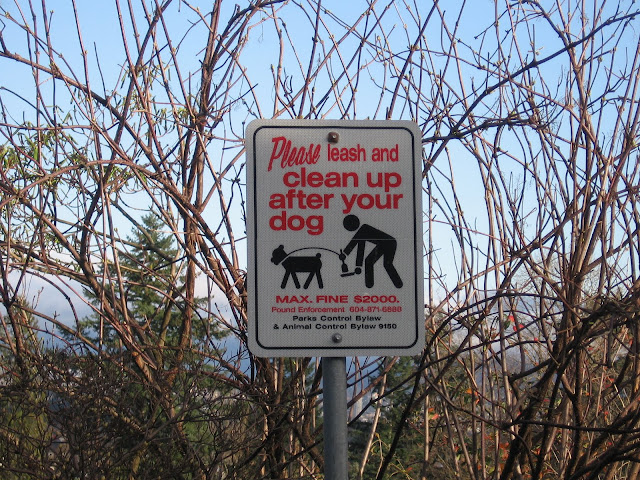 Please leash and
clean up
after your
dog
MAX. FINE $2000.
Pound Enforcement 604-871-6888
Parks Control Bylaw
& Animal Control Bylaw 9150